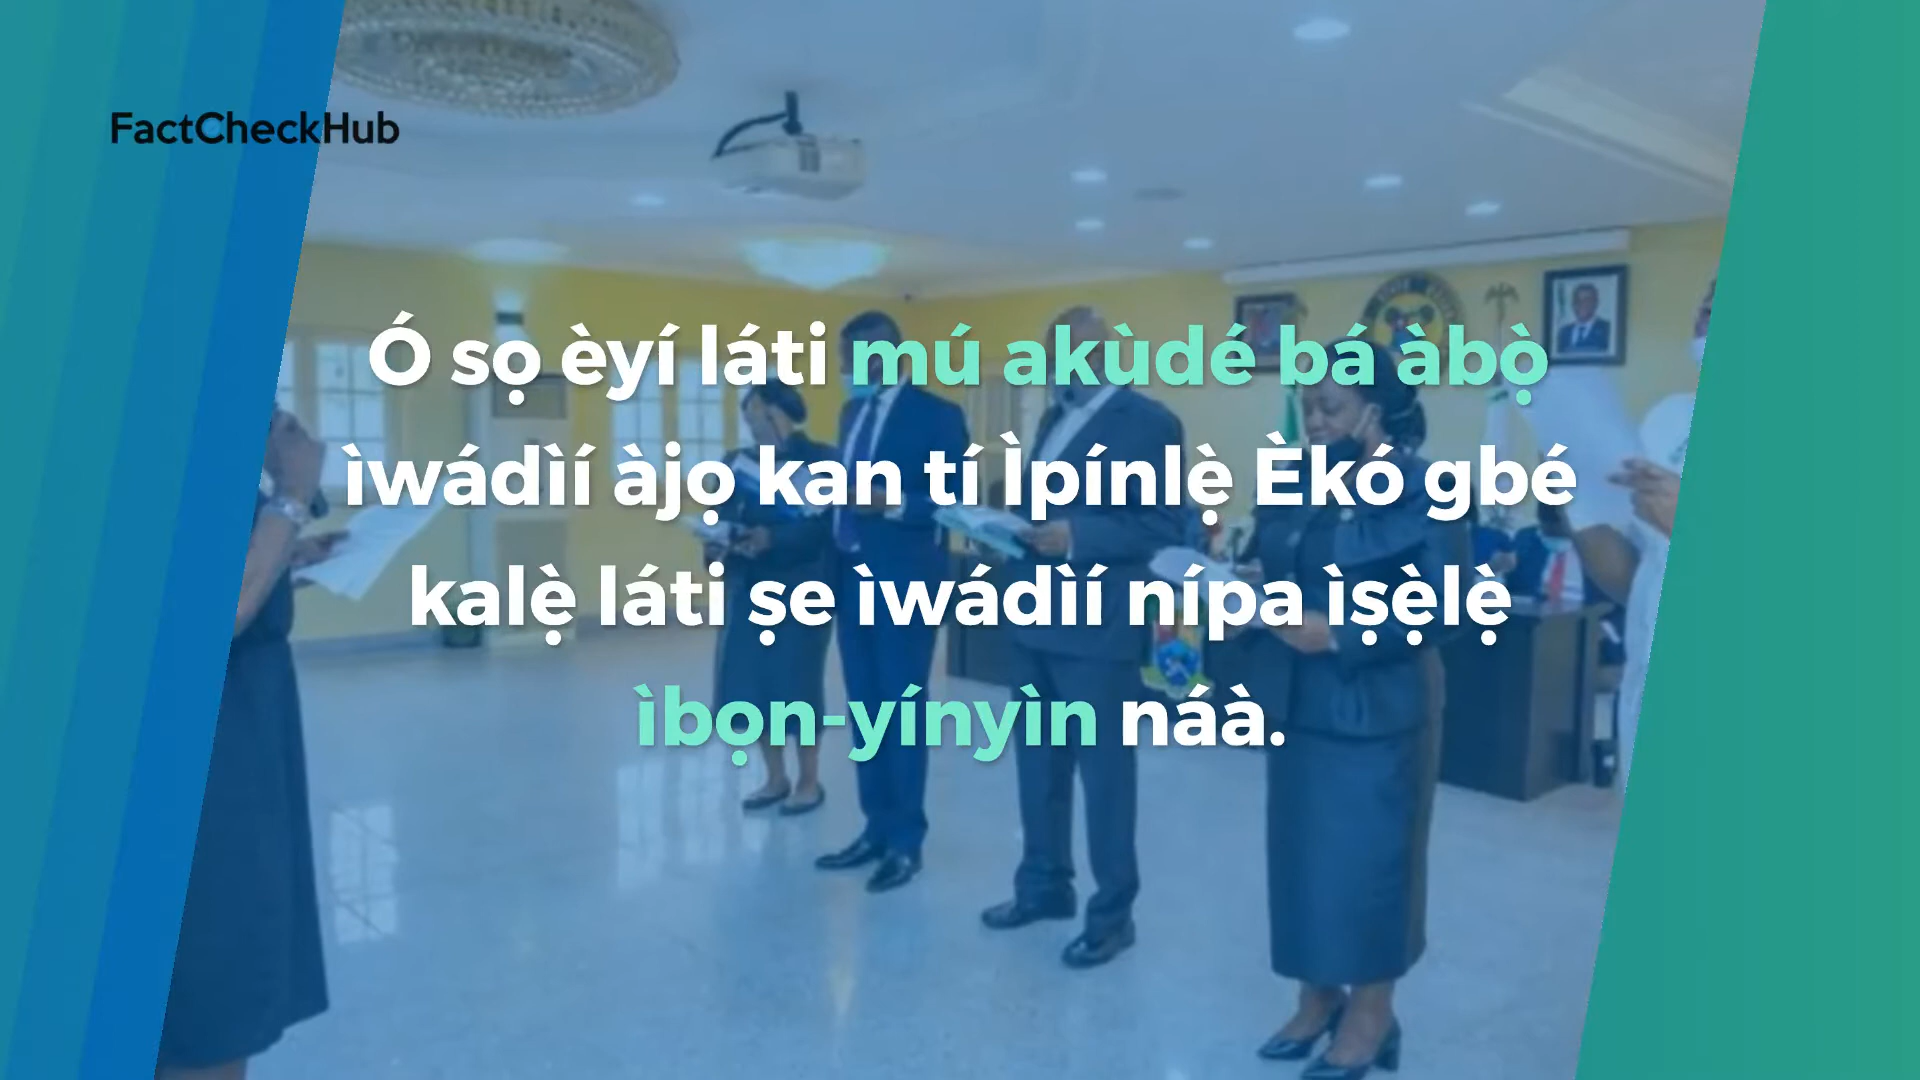 FactCheckHub
Ó sọ èyí láti mú akùdé bá àbọ̀
ìwádìí àjọ kan tí Ìpínlẹ̀ Èkó gbé
kalẹ̀ láti ṣe ìwádìí nípa ìṣẹ̀lẹ̀
ìbọn-yínyìn náà.